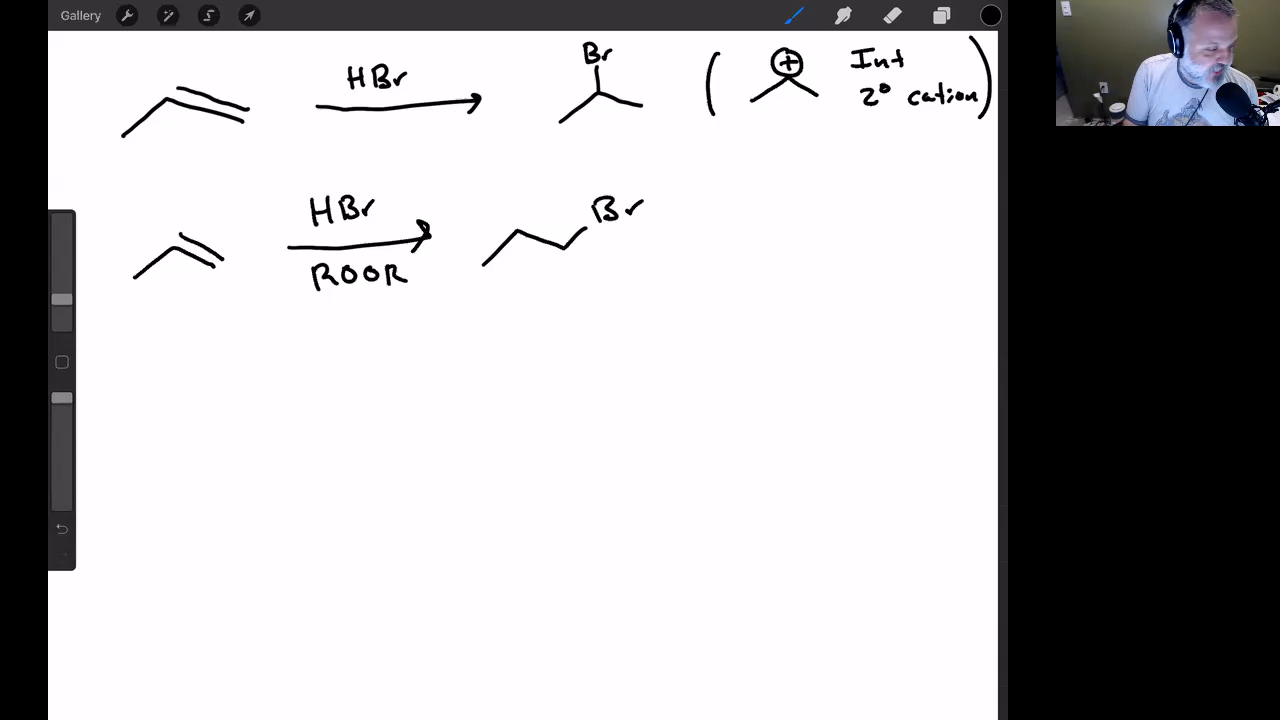 Gallery
HBr
Br
+ Int
2° cation
HBr
ROOR
Br